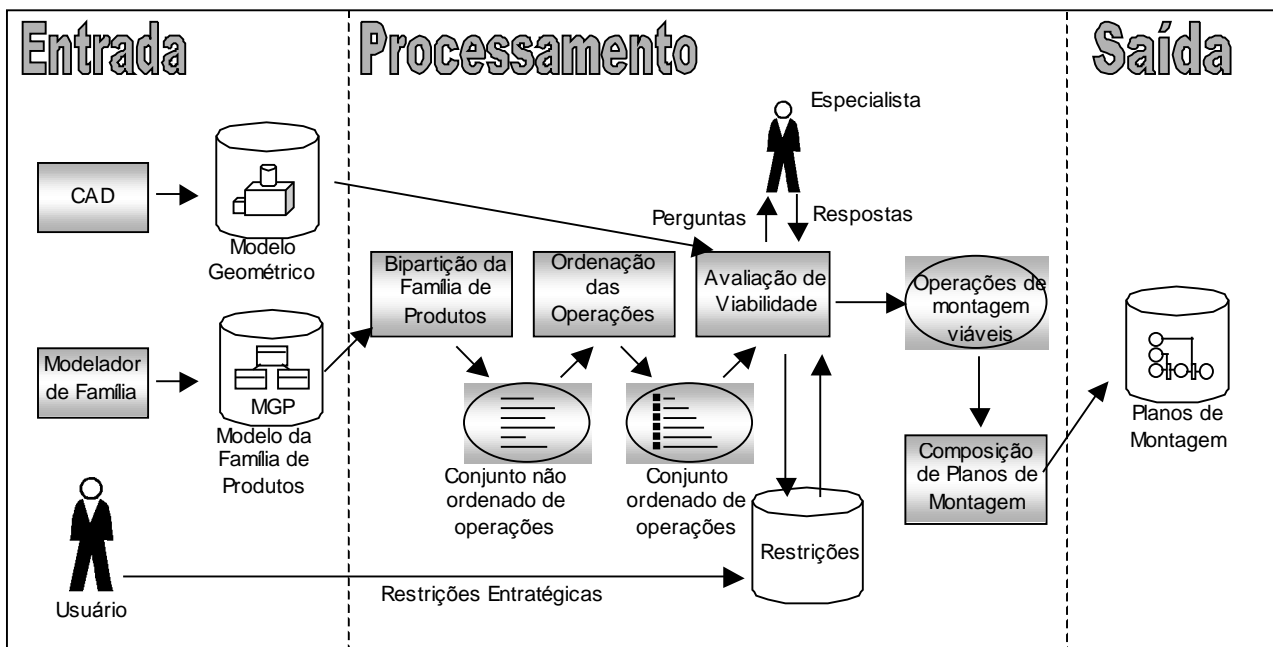 Entrada
Processamento
Saída
Especialista
CAD
Modelo
Geométrico
Perguntas
Respostas
Bipartição da
Família de
Produtos
Ordenação
das
Operações
Avaliação de
Viabilidade
Operações de
montagem
viáveis
Modelador
de Família
MGP
Modelo da
Família de
Produtos
Conjunto não
ordenado de
operações
Conjunto
ordenado de
operações
Planos de
Montagem
Composição
de Planos de
Montagem
Restrições
Usuário
Restrições Entratégicas